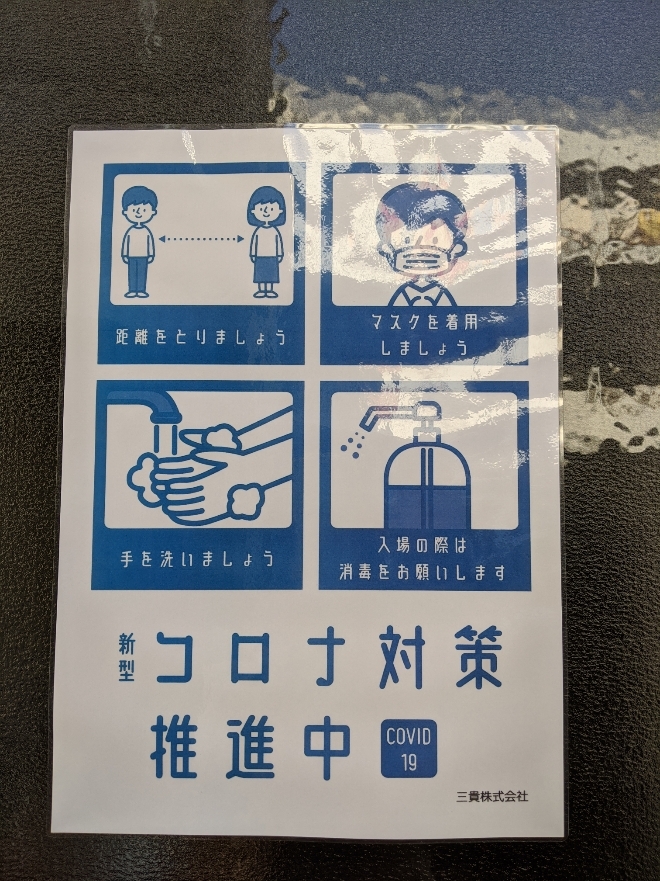 距離をとりましょう
マスクを着用
しましょう
手を洗いましょう
入場の際は
消毒をお願いします
新型
コロナ対策
推進中
COVID
19
三貴株式会社